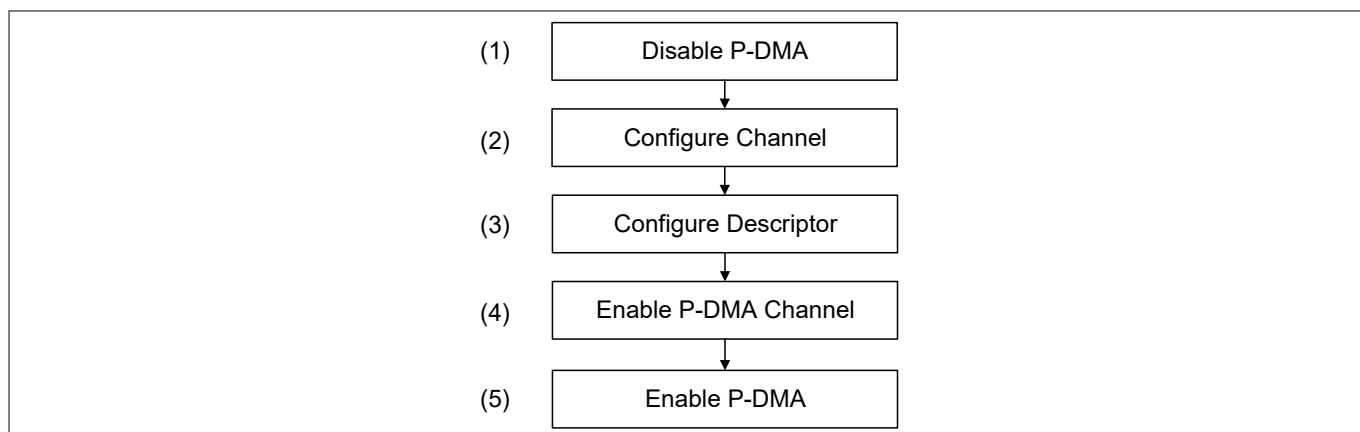 (1) Disable P-DMA
(2) Configure Channel
(3) Configure Descriptor
(4) Enable P-DMA Channel
(5) Enable P-DMA